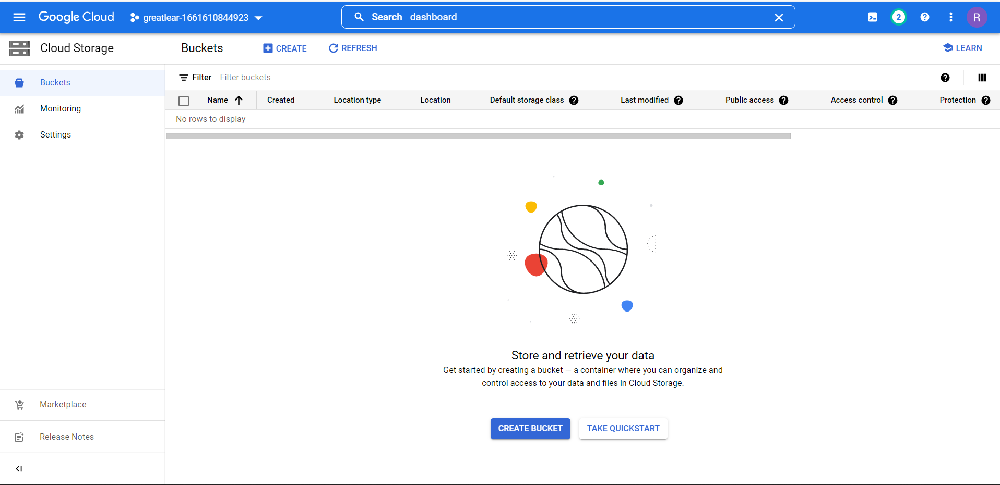 Google Cloud greatlear-1661610844923 Search dashboard 2 R
Cloud Storage
Buckets CREATE REFRESH LEARN
Buckets
Monitoring
Settings
Filter Filter buckets
Name Created Location type Location Default storage class Last modified Public access Access control Protection
No rows to display
Store and retrieve your data
Get started by creating a bucket — a container where you can organize and
control access to your data and files in Cloud Storage.
CREATE BUCKET TAKE QUICKSTART
Marketplace
Release Notes